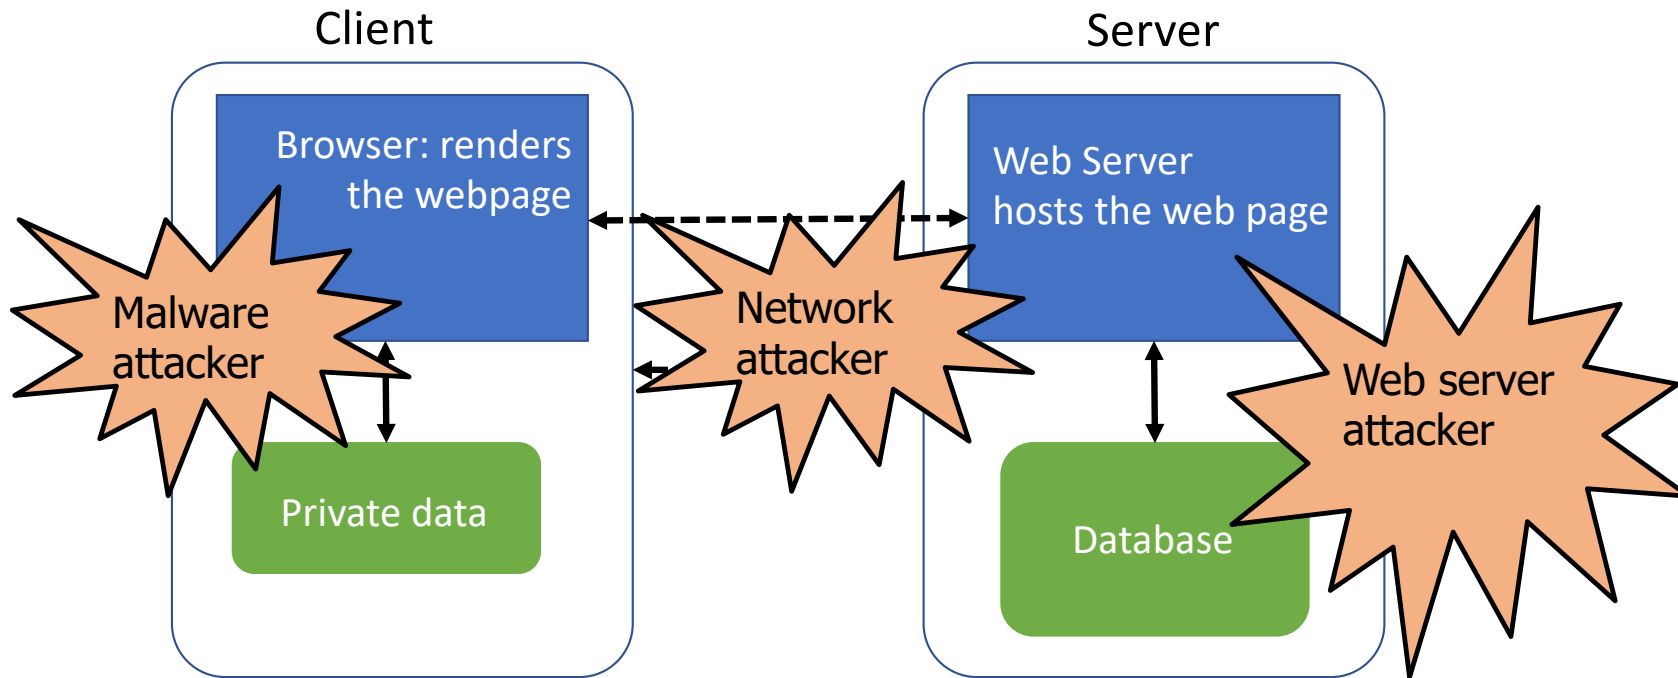 Client
Server
Browser: renders
the webpage
Web Server
hosts the web page
Malware
attacker
Network
attacker
Web server
attacker
Private data
Database